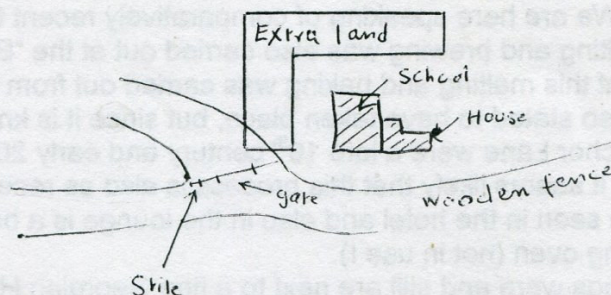 Extra land
School
House
gate
wooden fence
Stile